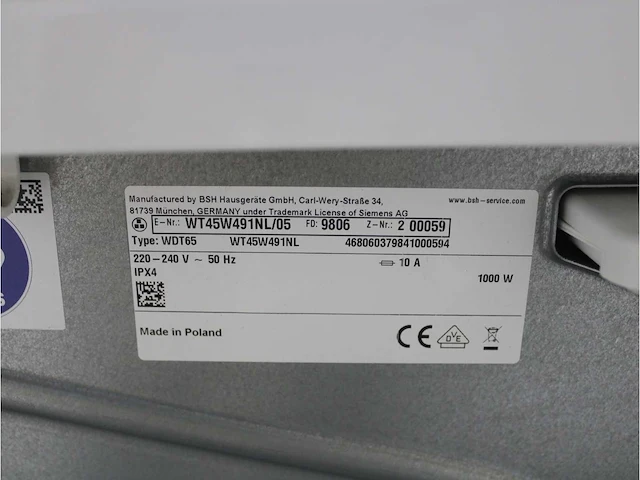 Manufactured by BSH Hausgeräte GmbH, Carl-Wery-Straße 34,
www.bsh-service.com
81739 München, GERMANY under Trademark License of Siemens AG
E-Nr.: WT45W491NL/05 FD: 9806 Z-Nr.: 2 00059
Type: WDT65 WT45W491NL 468060379841000594
220-240 V ~ 50 Hz 10 A
IPX4
1000 W
Made in Poland
CE
OVE
S